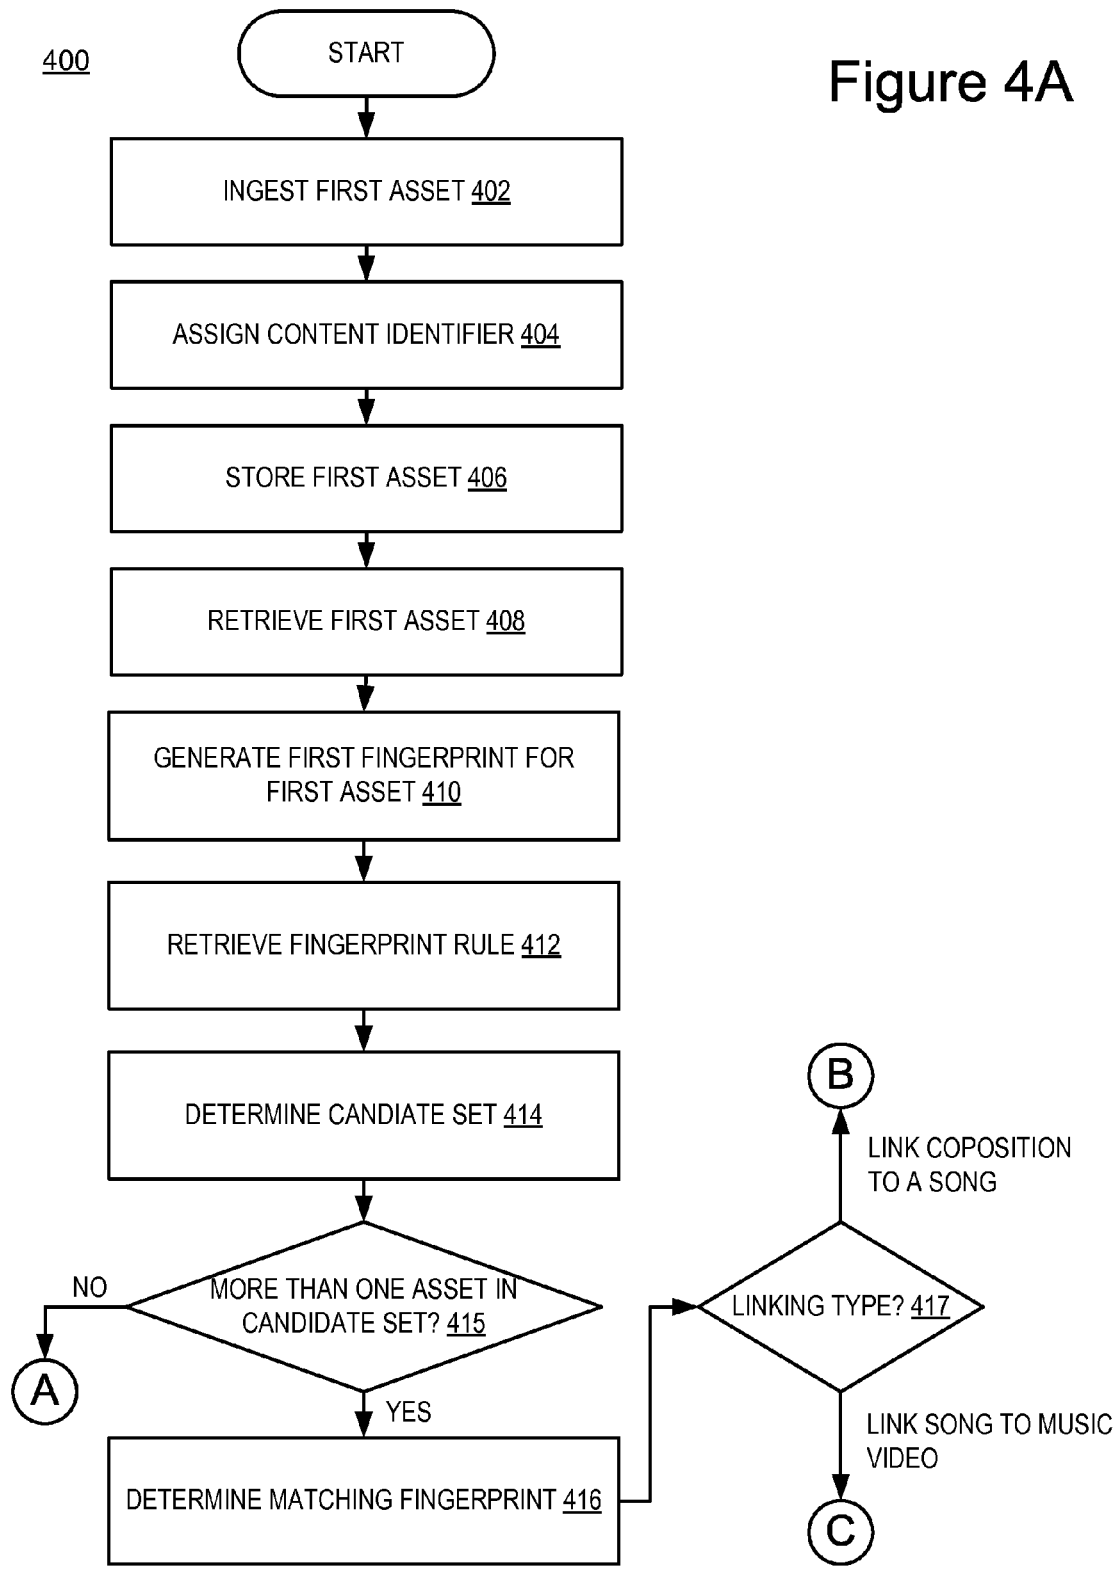 400
START
Figure 4A
INGEST FIRST ASSET 402
ASSIGN CONTENT IDENTIFIER 404
STORE FIRST ASSET 406
RETRIEVE FIRST ASSET 408
GENERATE FIRST FINGERPRINT FOR
FIRST ASSET 410
RETRIEVE FINGERPRINT RULE 412
DETERMINE CANDIATE SET 414
MORE THAN ONE ASSET IN
CANDIDATE SET? 415
NO
A
YES
DETERMINE MATCHING FINGERPRINT 416
LINKING TYPE? 417
LINK COPOSITION
TO A SONG
B
LINK SONG TO MUSIC
VIDEO
C